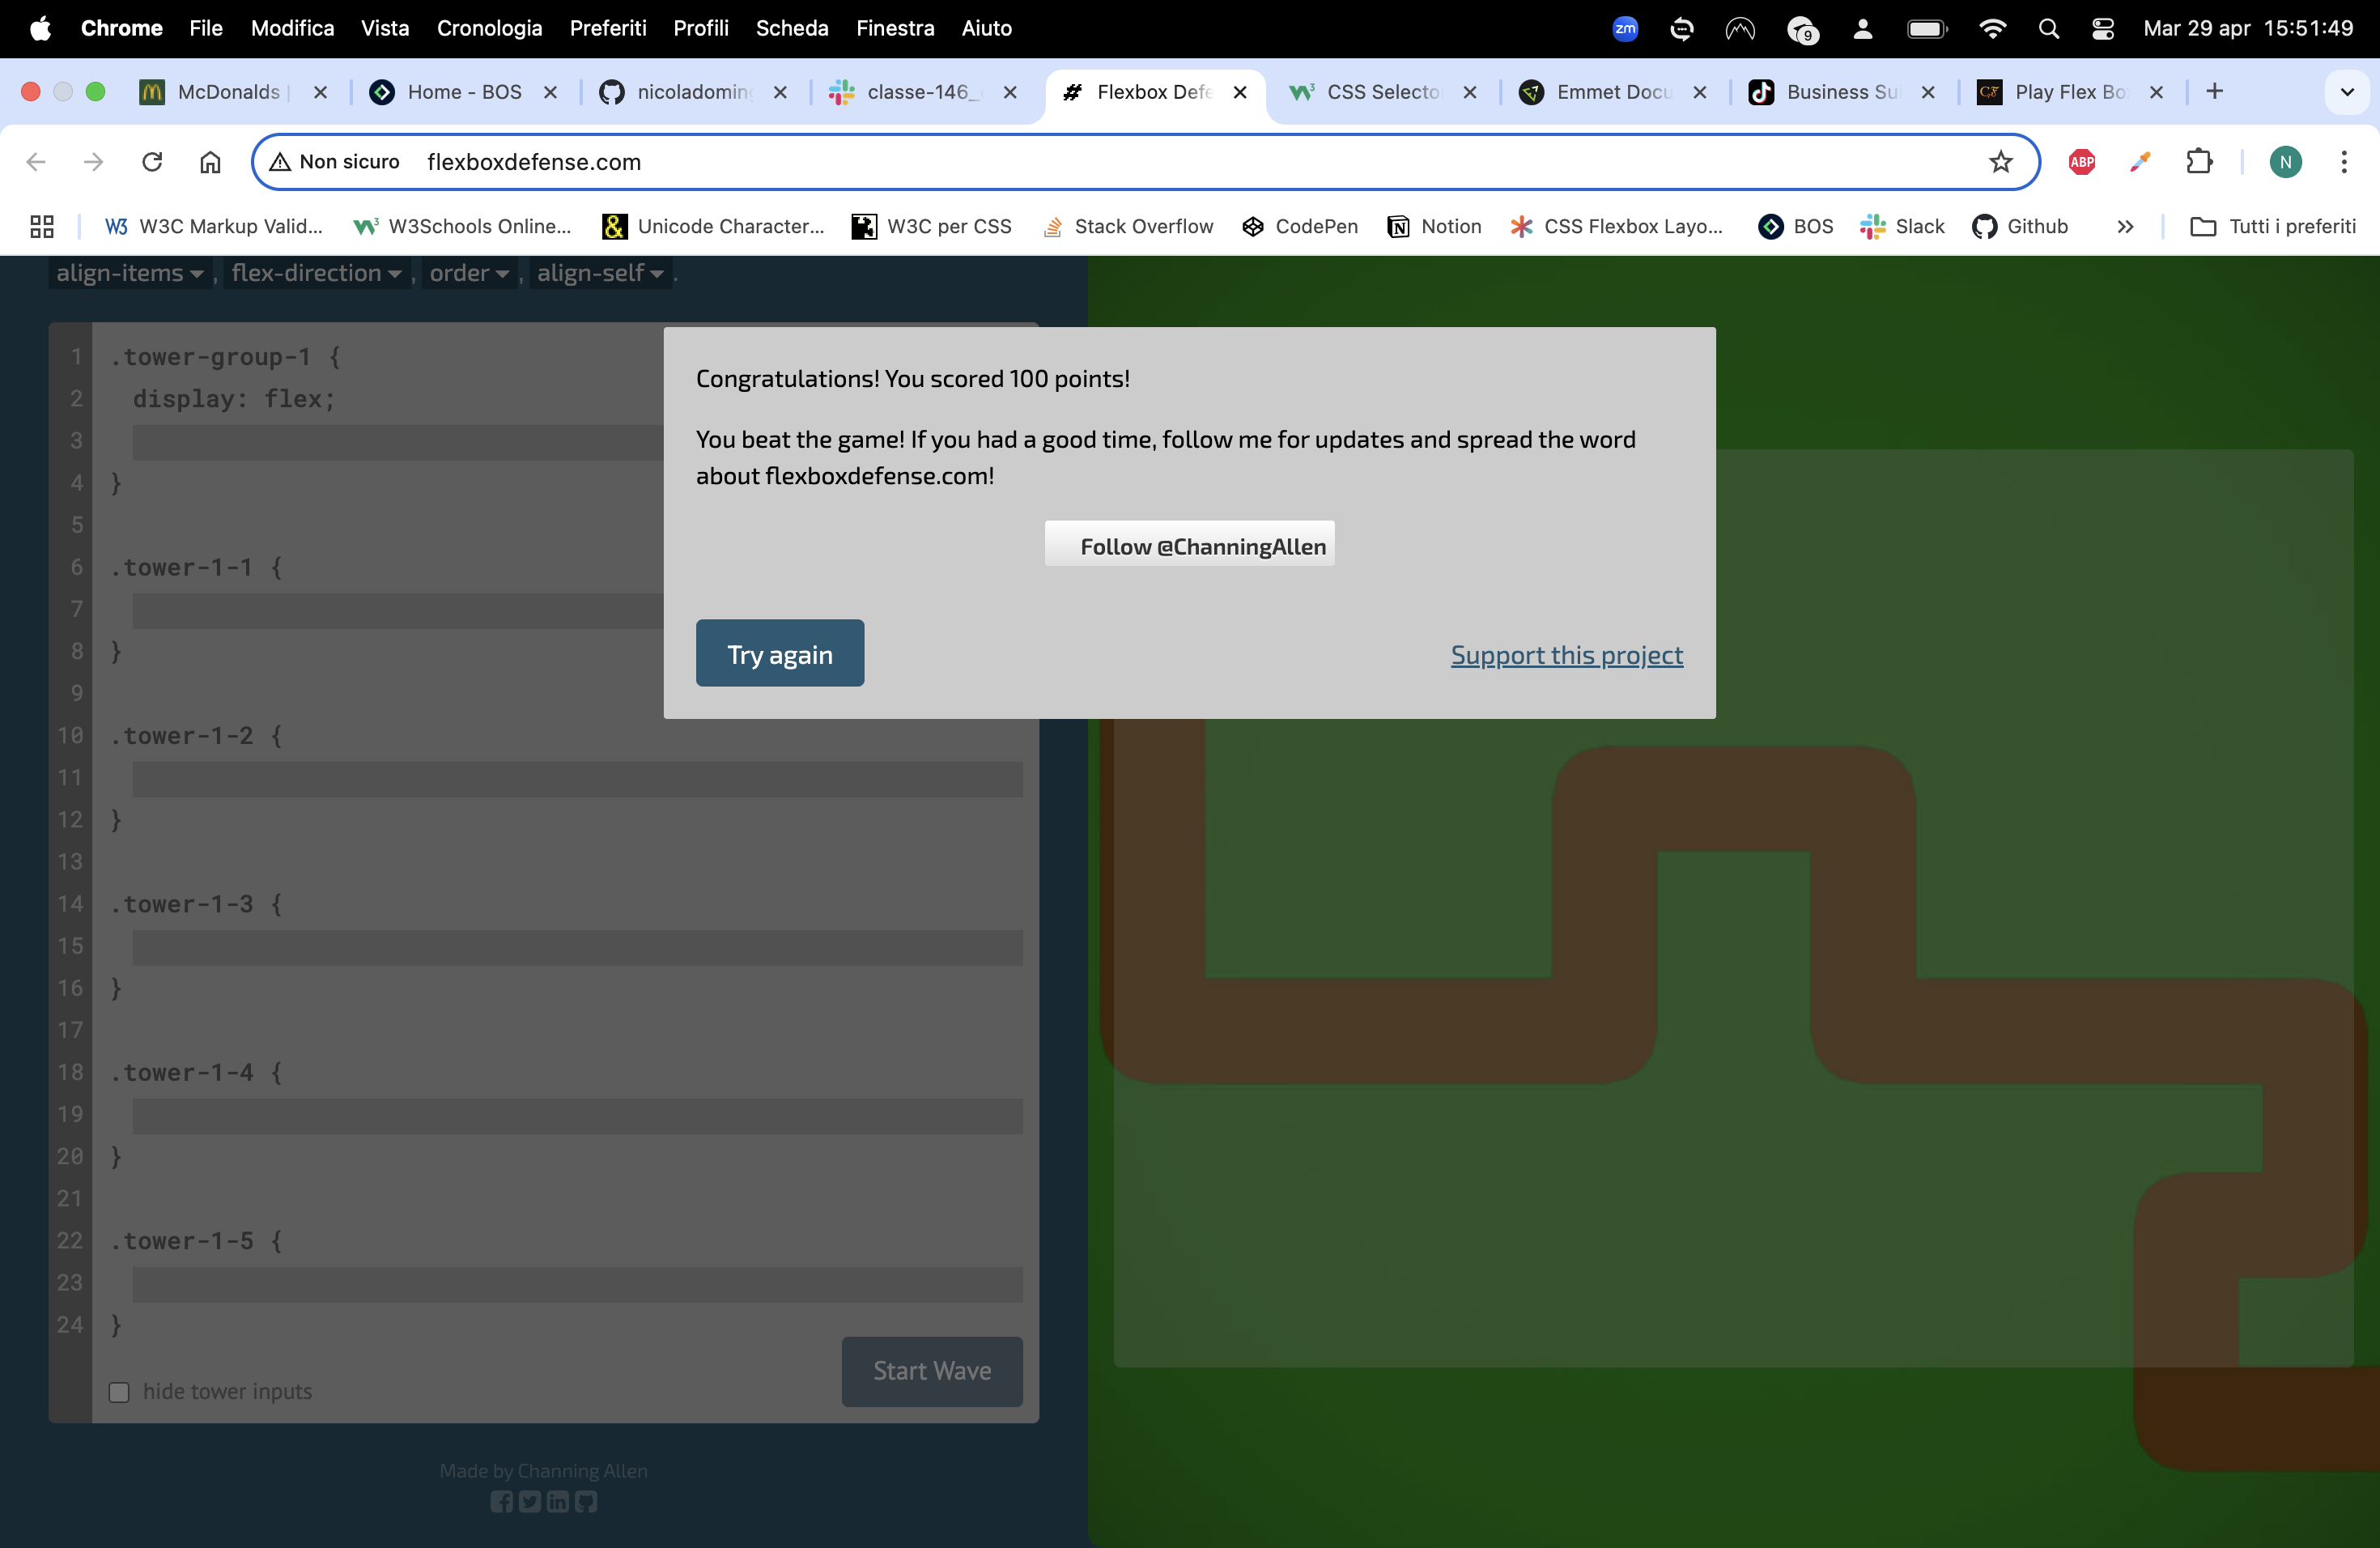 Chrome File Modifica Vista Cronologia Preferiti Profili Scheda Finestra Aiuto zm 9 Mar 29 apr 15:51:49
McDonalds Home - BOS nicoladomin classe-146_ Flexbox Defe CSS Selecto Emmet Docu Business Su Play Flex Bo
Non sicuro flexboxdefense.com ABP N
W3C Markup Valid... W3Schools Online... Unicode Character... W3C per CSS Stack Overflow CodePen Notion CSS Flexbox Layo... BOS Slack Github Tutti i preferiti
align-items , flex-direction , order , align-self .
1 .tower-group-1 {
2 display: flex;
3
4 }
5
6 .tower-1-1 {
7
8 }
9
10 .tower-1-2 {
11
12 }
13
14 .tower-1-3 {
15
16 }
17
18 .tower-1-4 {
19
20 }
21
22 .tower-1-5 {
23
24 }
hide tower inputs
Start Wave
Made by Channing Allen
Congratulations! You scored 100 points!
You beat the game! If you had a good time, follow me for updates and spread the word
about flexboxdefense.com!
Follow @ChanningAllen
Try again
Support this project